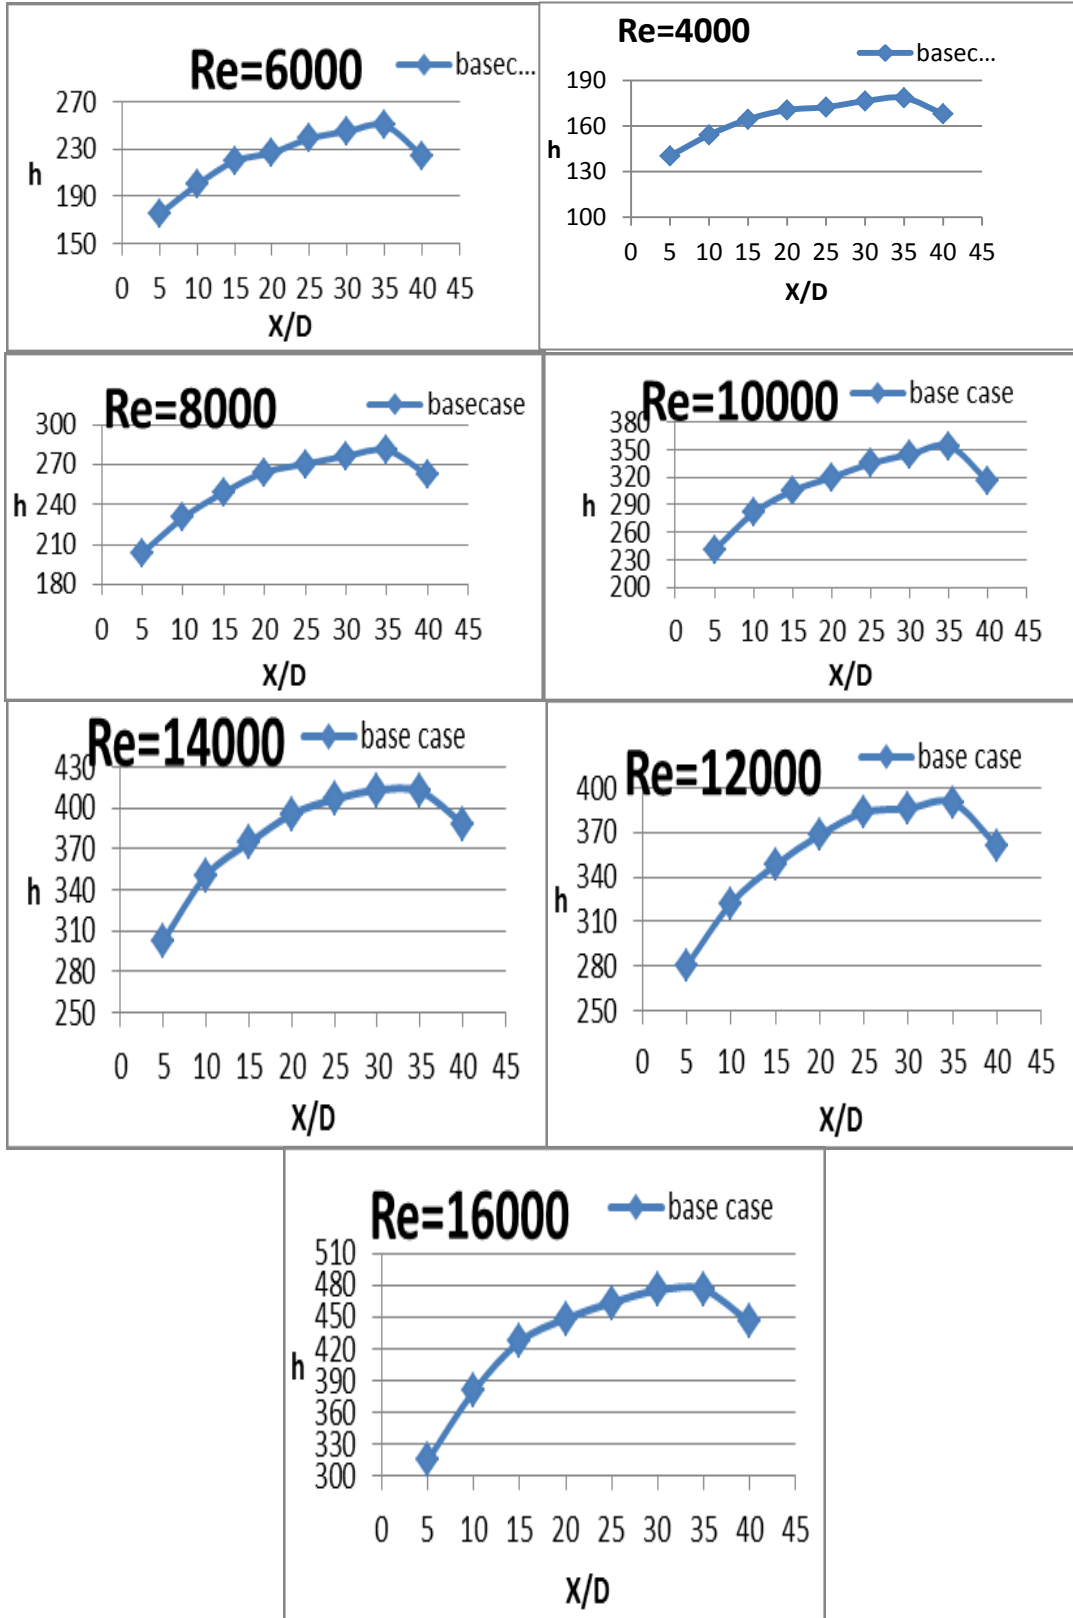 Re=6000 basec...
270
230
h
190
150
0 5 10 15 20 25 30 35 40 45
X/D
Re=4000
basec...
190
160
h
130
100
0 5 10 15 20 25 30 35 40 45
X/D
Re=8000 basecase
300
270
h 240
210
180
0 5 10 15 20 25 30 35 40 45
X/D
Re=10000 base case
380
350
320
h 290
260
230
200
0 5 10 15 20 25 30 35 40 45
X/D
Re=14000 base case
430
400
370
h 340
310
280
250
0 5 10 15 20 25 30 35 40 45
X/D
Re=12000 base case
400
370
340
h 310
280
250
0 5 10 15 20 25 30 35 40 45
X/D
Re=16000 base case
510
480
450
420
h 390
360
330
300
0 5 10 15 20 25 30 35 40 45
X/D